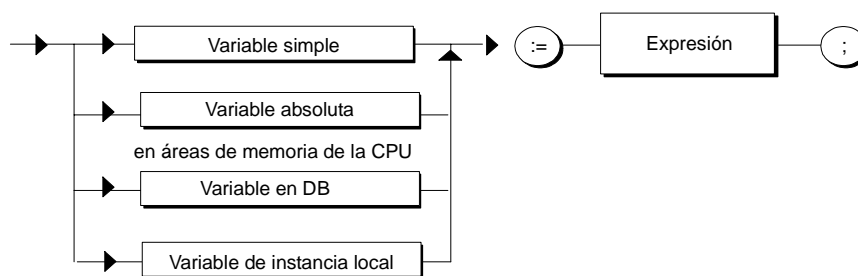 Variable simple
:=
Expresión
;
Variable absoluta
en áreas de memoria de la CPU
Variable en DB
Variable de instancia local